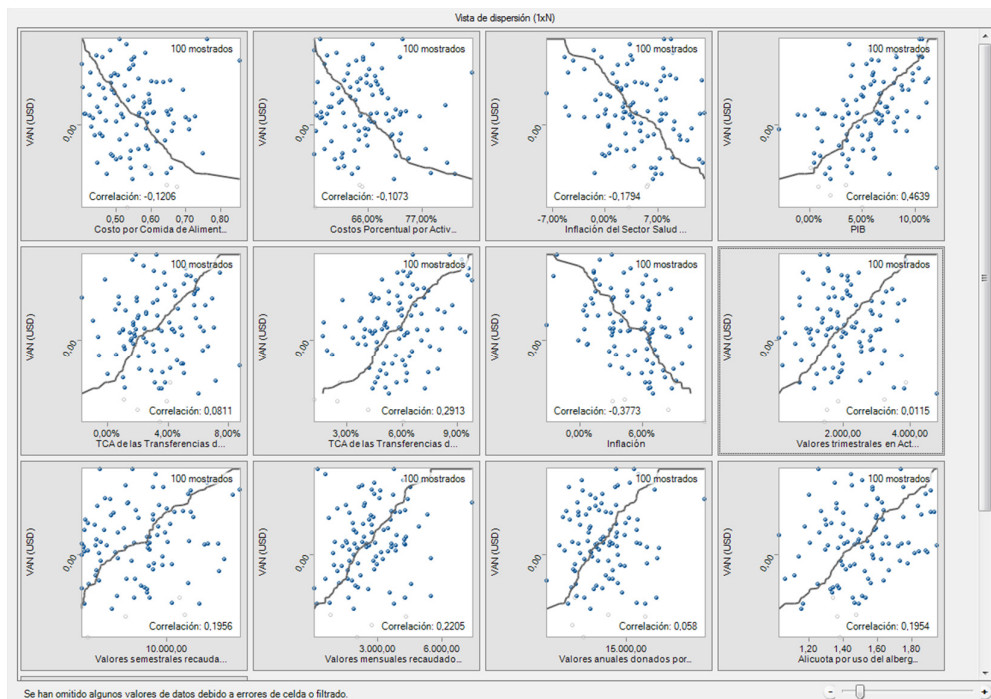 Vista de dispersión (1xN)
100 mostrados
VAN (USD)
0,00
Correlación: -0,1206
0,50 0,60 0,70 0,80
Costo por Comida de Aliment...
100 mostrados
VAN (USD)
0,00
Correlación: -0,1073
66,00% 77,00%
Costos Porcentual por Activ...
100 mostrados
VAN (USD)
0,00
Correlación: -0,1794
-7,00% 0,00% 7,00%
Inflación del Sector Salud ...
100 mostrados
VAN (USD)
0,00
Correlación: 0,4639
0,00% 5,00% 10,00%
PIB
100 mostrados
VAN (USD)
0,00
Correlación: 0,0811
0,00% 4,00% 8,00%
TCA de las Transferencias d...
100 mostrados
VAN (USD)
0,00
Correlación: 0,2913
3,00% 6,00% 9,00%
TCA de las Transferencias d...
100 mostrados
VAN (USD)
0,00
Correlación: -0,3773
0,00% 6,00%
Inflación
100 mostrados
VAN (USD)
0,00
Correlación: 0,0115
2.000,00 4.000,00
Valores trimestrales en Act...
100 mostrados
VAN (USD)
0,00
Correlación: 0,1956
10.000,00
Valores semestrales recauda...
100 mostrados
VAN (USD)
0,00
Correlación: 0,2205
3.000,00 6.000,00
Valores mensuales recaudado...
100 mostrados
VAN (USD)
0,00
Correlación: 0,058
15.000,00
Valores anuales donados por...
100 mostrados
VAN (USD)
0,00
Correlación: 0,1954
1,20 1,40 1,60 1,80
Alicuota por uso del alberg...
Se han omitido algunos valores de datos debido a errores de celda o filtrado.